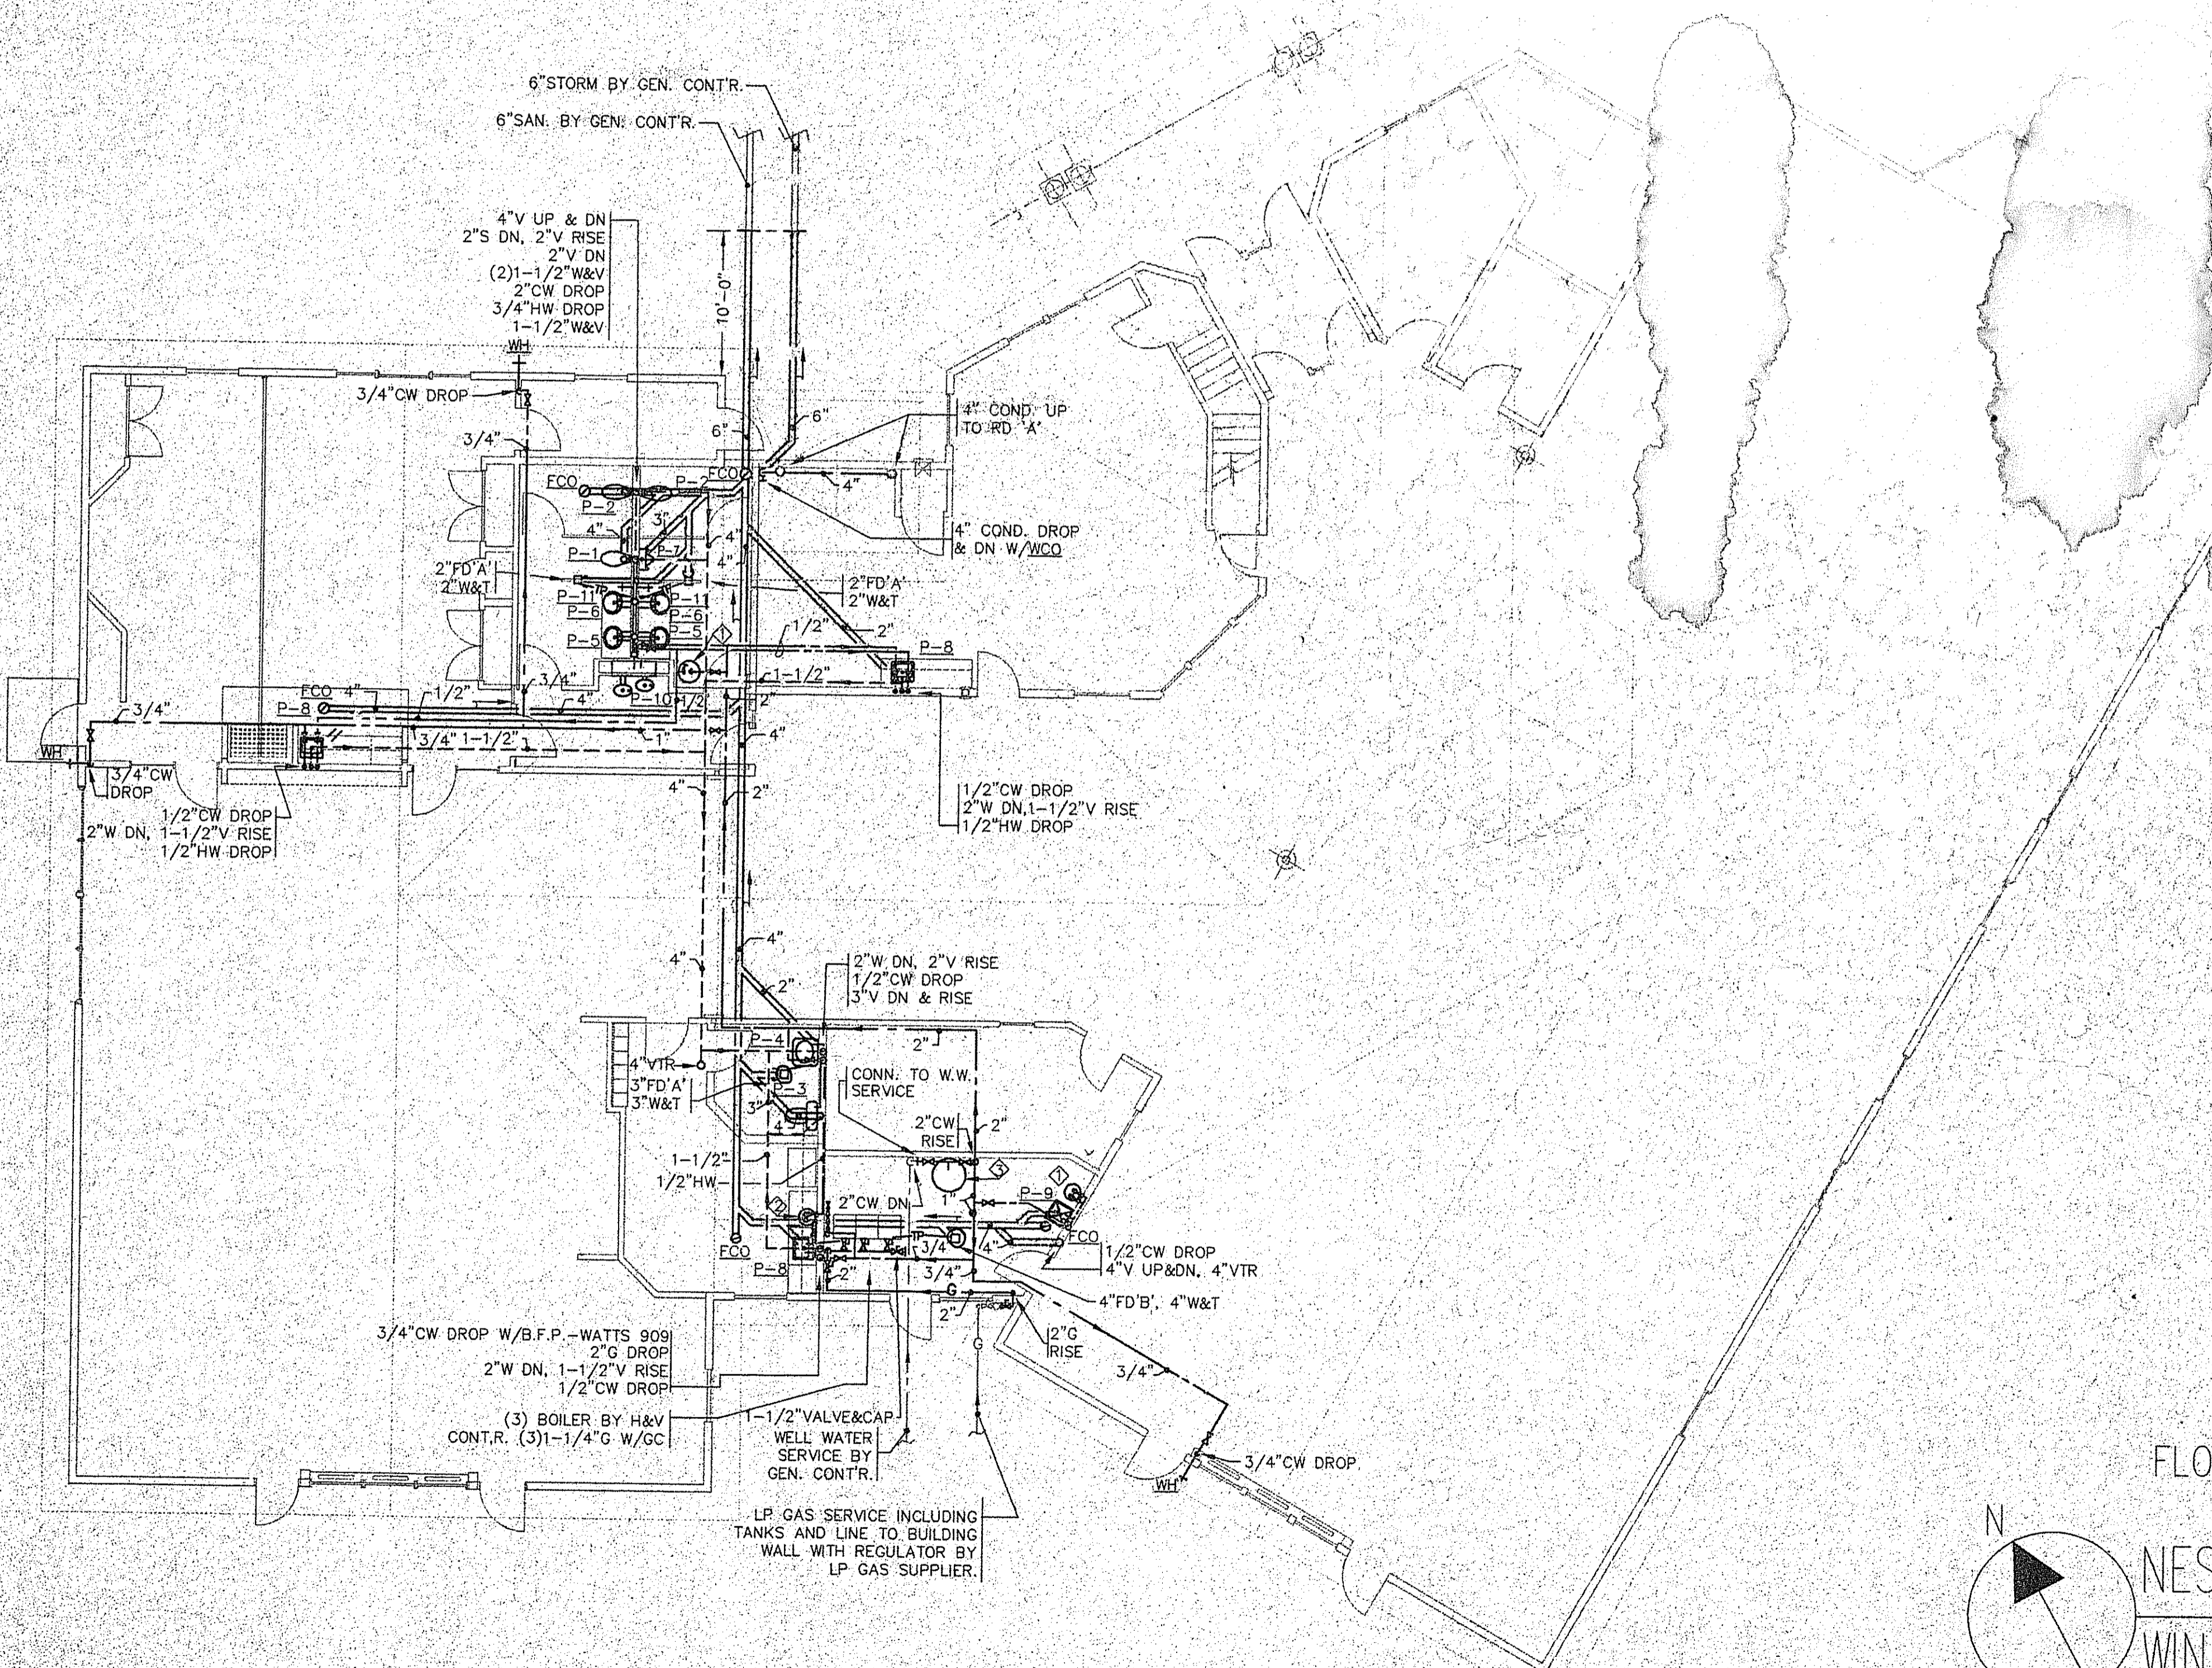 6"STORM BY GEN. CONT'R.
6"SAN. BY GEN. CONT'R.
4"V UP & DN
2"S DN, 2"V RISE
2"V DN
(2)1-1/2"W&V
2"CW DROP
3/4"HW DROP
1-1/2"W&V
10'-0"
WH
3/4"CW DROP
3/4"
6"
6"
4" COND. UP
TO RD 'A'
FCO
4"
FCO
P-2
P-2
3"
4"
4" COND. DROP
& DN W/WCO
P-1
P-7
4"
4"
2"FD'A'
2"W&T
2"FD'A'
2"W&T
P-11
P-11
P-6
P-6
P-5
P-5
1
1/2"
2"
P-8
1-1/2"
3/4"
P-10
1/2"
2"
FCO
4"
1/2"
P-8
4"
3/4"
3/4"
1-1/2"
1"
4"
WH
3/4"CW
DROP
4"
2"
1/2"CW DROP
2"W DN, 1-1/2"V RISE
1/2"HW DROP
1/2"CW DROP
2"W DN,1-1/2"V RISE
1/2"HW DROP
4"
4"
2"
2"W DN, 2"V RISE
1/2"CW DROP
3"V DN & RISE
P-4
2"
4"VTR
3"FD'A'
3"W&T
P-3
3"
4"
CONN. TO W.W.
SERVICE
2"CW
RISE
2"
1-1/2"
1/2"HW
3
1
2
2"CW DN
1"
P-9
FCO
TP
3/4"
4"
FCO
P-8
2"
3/4"
1/2"CW DROP
4"V UP&DN, 4"VTR
G
2"
4"FD'B', 4"W&T
2"G
RISE
G
3/4"
3/4"CW DROP W/B.F.P.-WATTS 909
2"G DROP
2"W DN, 1-1/2"V RISE
1/2"CW DROP
(3) BOILER BY H&V
CONT,R. (3)1-1/4"G W/GC
1-1/2"VALVE&CAP
WELL WATER
SERVICE BY
GEN. CONT'R.
3/4"CW DROP
WH
LP GAS SERVICE INCLUDING
TANKS AND LINE TO BUILDING
WALL WITH REGULATOR BY
LP GAS SUPPLIER.
FLO
N
NES
WIN